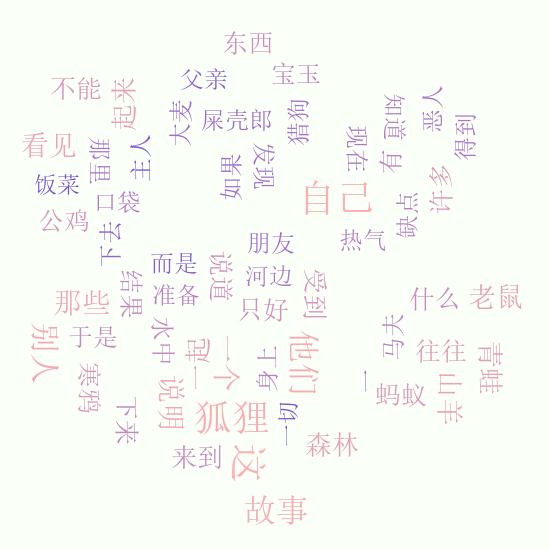 东西
父亲
宝玉
不能
起来
大麦
屎壳郎
猎狗
知道
恶人
看见
那里
主人
如果
发现
现在
有
得到
饭菜
口袋
自己
许多
公鸡
下去
朋友
热气
缺点
而是
说道
河边
结果
准备
只好
受到
那些
什么
老鼠
别人
于是
水中
一起
一个
身上
他们
马夫
往往
青蛙
寒鸦
说明
一
蚂蚁
山羊
下来
狐狸
一切
来到
这
森林
故事